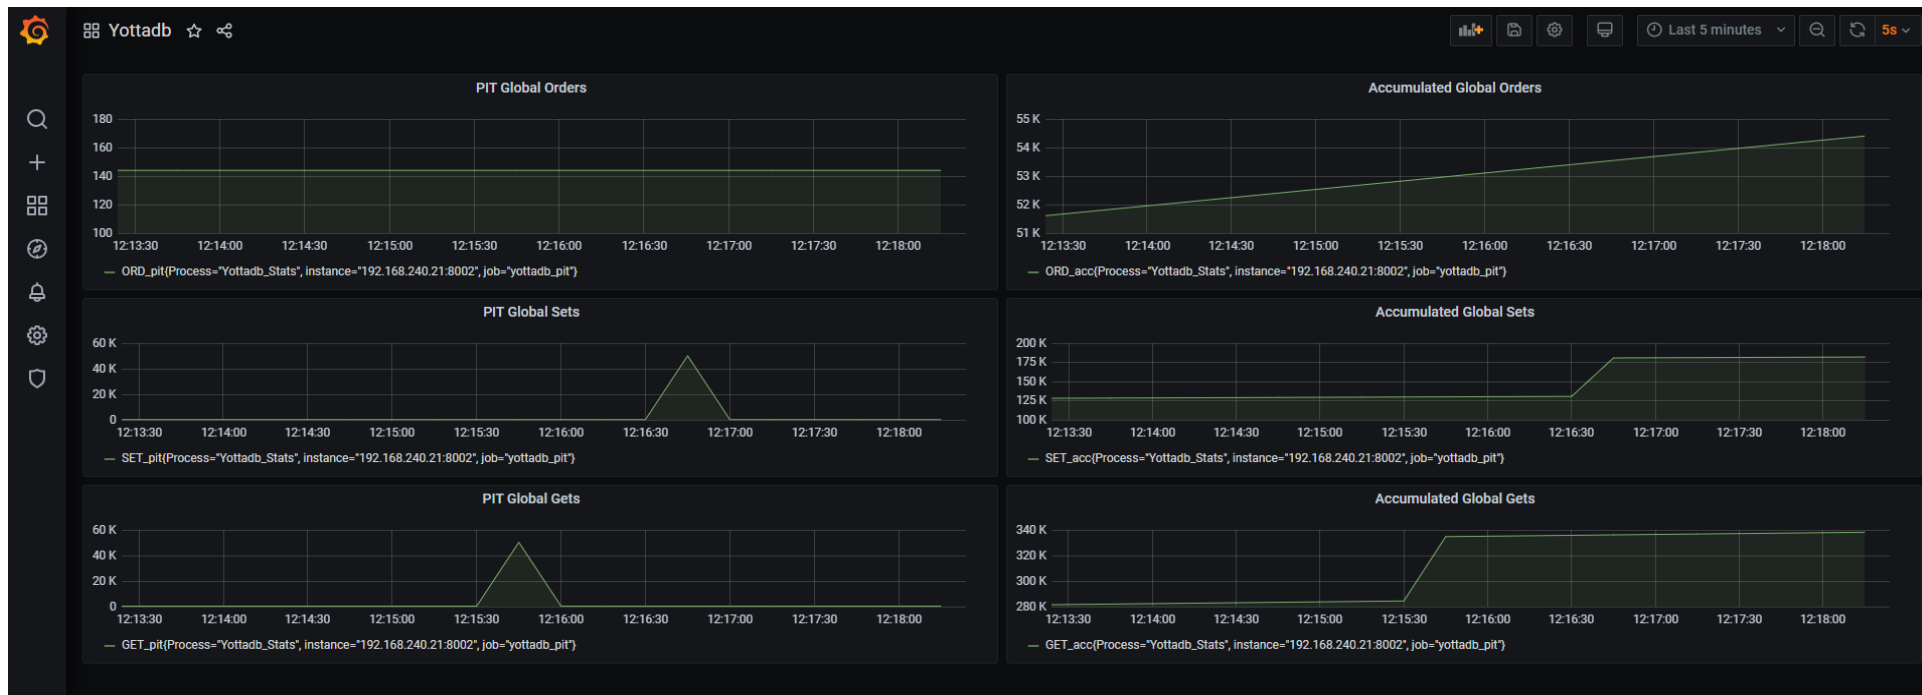 Yottadb
Last 5 minutes
5s
PIT Global Orders
180
160
140
120
100
12:13:30 12:14:00 12:14:30 12:15:00 12:15:30 12:16:00 12:16:30 12:17:00 12:17:30 12:18:00
ORD_pit{Process="Yottadb_Stats", instance="192.168.240.21:8002", job="yottadb_pit"}
Accumulated Global Orders
55 K
54 K
53 K
52 K
51 K
12:13:30 12:14:00 12:14:30 12:15:00 12:15:30 12:16:00 12:16:30 12:17:00 12:17:30 12:18:00
ORD_acc{Process="Yottadb_Stats", instance="192.168.240.21:8002", job="yottadb_pit"}
PIT Global Sets
60 K
40 K
20 K
0
12:13:30 12:14:00 12:14:30 12:15:00 12:15:30 12:16:00 12:16:30 12:17:00 12:17:30 12:18:00
SET_pit{Process="Yottadb_Stats", instance="192.168.240.21:8002", job="yottadb_pit"}
Accumulated Global Sets
200 K
175 K
150 K
125 K
100 K
12:13:30 12:14:00 12:14:30 12:15:00 12:15:30 12:16:00 12:16:30 12:17:00 12:17:30 12:18:00
SET_acc{Process="Yottadb_Stats", instance="192.168.240.21:8002", job="yottadb_pit"}
PIT Global Gets
60 K
40 K
20 K
0
12:13:30 12:14:00 12:14:30 12:15:00 12:15:30 12:16:00 12:16:30 12:17:00 12:17:30 12:18:00
GET_pit{Process="Yottadb_Stats", instance="192.168.240.21:8002", job="yottadb_pit"}
Accumulated Global Gets
340 K
320 K
300 K
280 K
12:13:30 12:14:00 12:14:30 12:15:00 12:15:30 12:16:00 12:16:30 12:17:00 12:17:30 12:18:00
GET_acc{Process="Yottadb_Stats", instance="192.168.240.21:8002", job="yottadb_pit"}